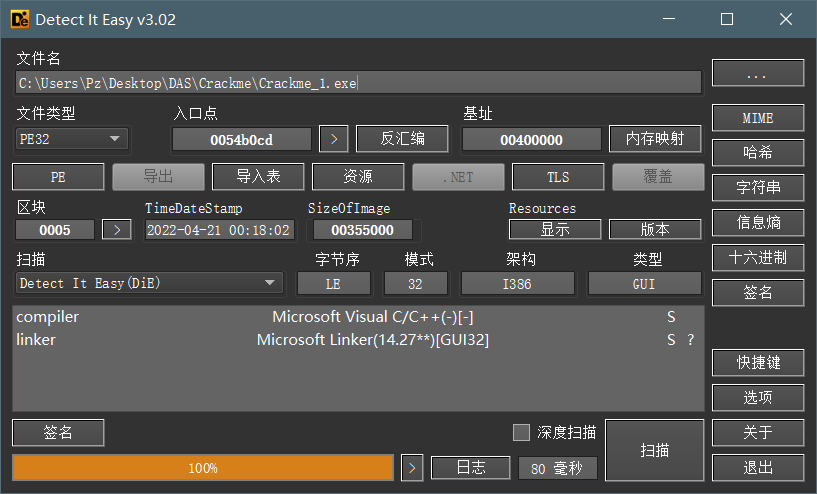 Detect It Easy v3.02
文件名
C:\Users\Pz\Desktop\DAS\Crackme\Crackme_1.exe
...
文件类型 入口点 基址
PE32 0054b0cd > 反汇编 00400000 内存映射 MIME
哈希
PE 导出 导入表 资源 .NET TLS 覆盖
字符串
区块 TimeDateStamp SizeOfImage Resources
0005 > 2022-04-21 00:18:02 00355000 显示 版本 信息熵
扫描 字节序 模式 架构 类型 十六进制
Detect It Easy(DiE) LE 32 I386 GUI 签名
compiler Microsoft Visual C/C++(-)[-] S
linker Microsoft Linker(14.27**)[GUI32] S ?
快捷键
选项
签名 深度扫描 扫描 关于
100% > 日志 80 毫秒 退出